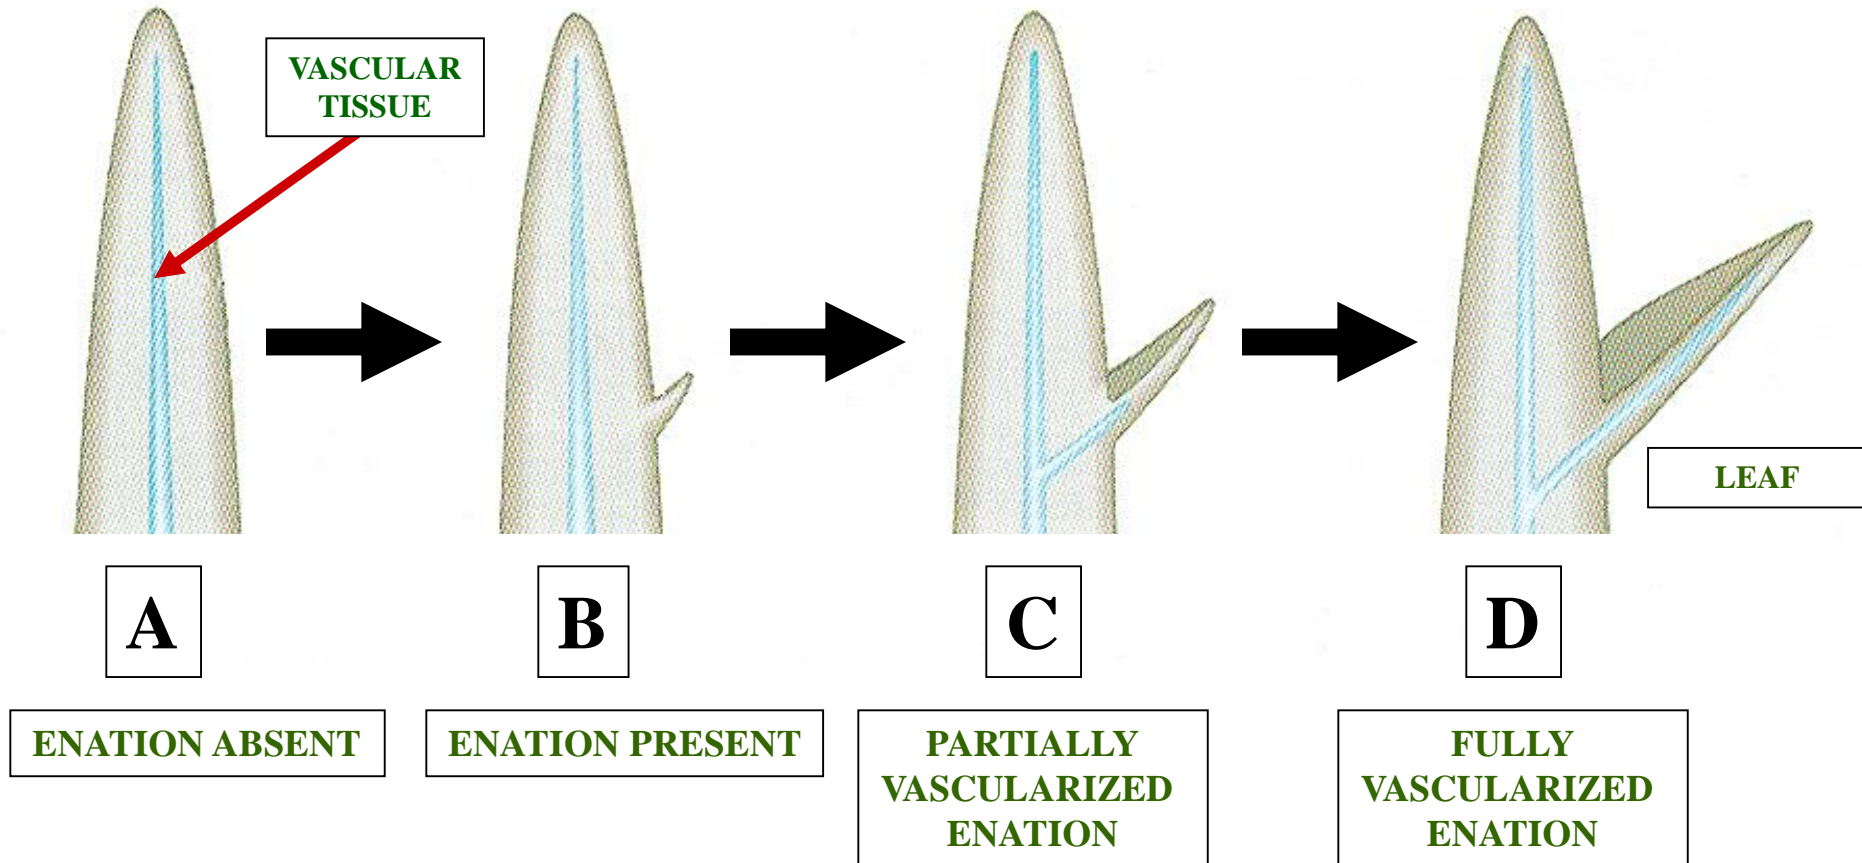 VASCULAR
TISSUE
LEAF
A
B
C
D
ENATION ABSENT
ENATION PRESENT
PARTIALLY
VASCULARIZED
ENATION
FULLY
VASCULARIZED
ENATION